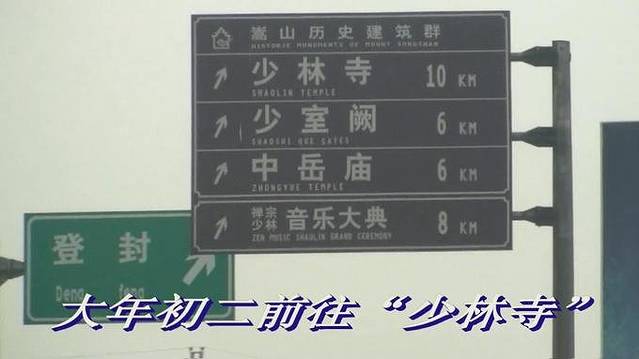 嵩山历史建筑群
HISTORIC MONUMENTS OF MOUNT SONGSHAN
少林寺 10 KM
SHAOLIN TEMPLE
少室阙 6 KM
SHAOSHI QUE GATES
中岳庙 6 KM
ZHONGYUE TEMPLE
禅宗少林 音乐大典 8 KM
ZEN MUSIC SHAOLIN GRAND CEREMONY
登封
Deng feng
大年初二前往“少林寺”